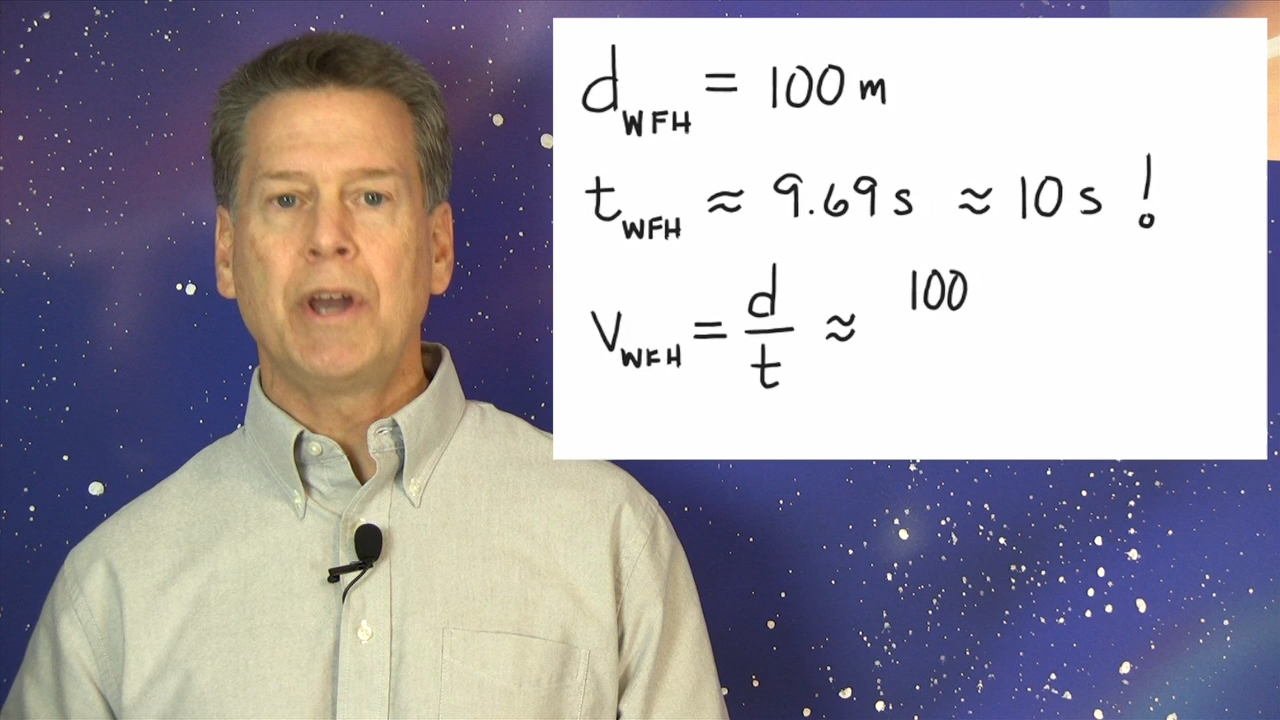 d_WFH = 100 m
t_WFH ≈ 9.69 s ≈ 10 s !
v_WFH = d/t ≈ 100